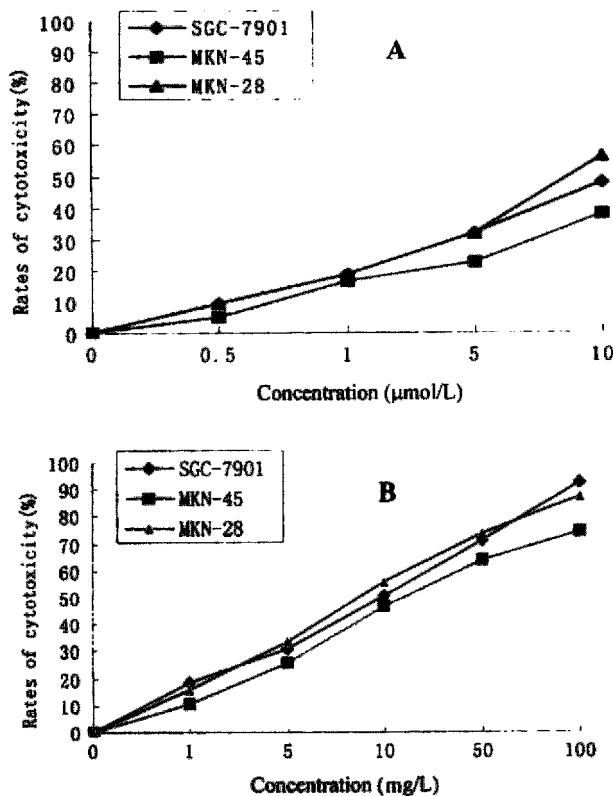 100
90
80
70
60
50
40
30
20
10
0
Rates of cytotoxicity(%)
SGC-7901
MKN-45
MKN-28
A
0 0.5 1 5 10
Concentration (μmol/L)
100
90
80
70
60
50
40
30
20
10
0
Rates of cytotoxicity(%)
SGC-7901
MKN-45
MKN-28
B
0 1 5 10 50 100
Concentration (mg/L)